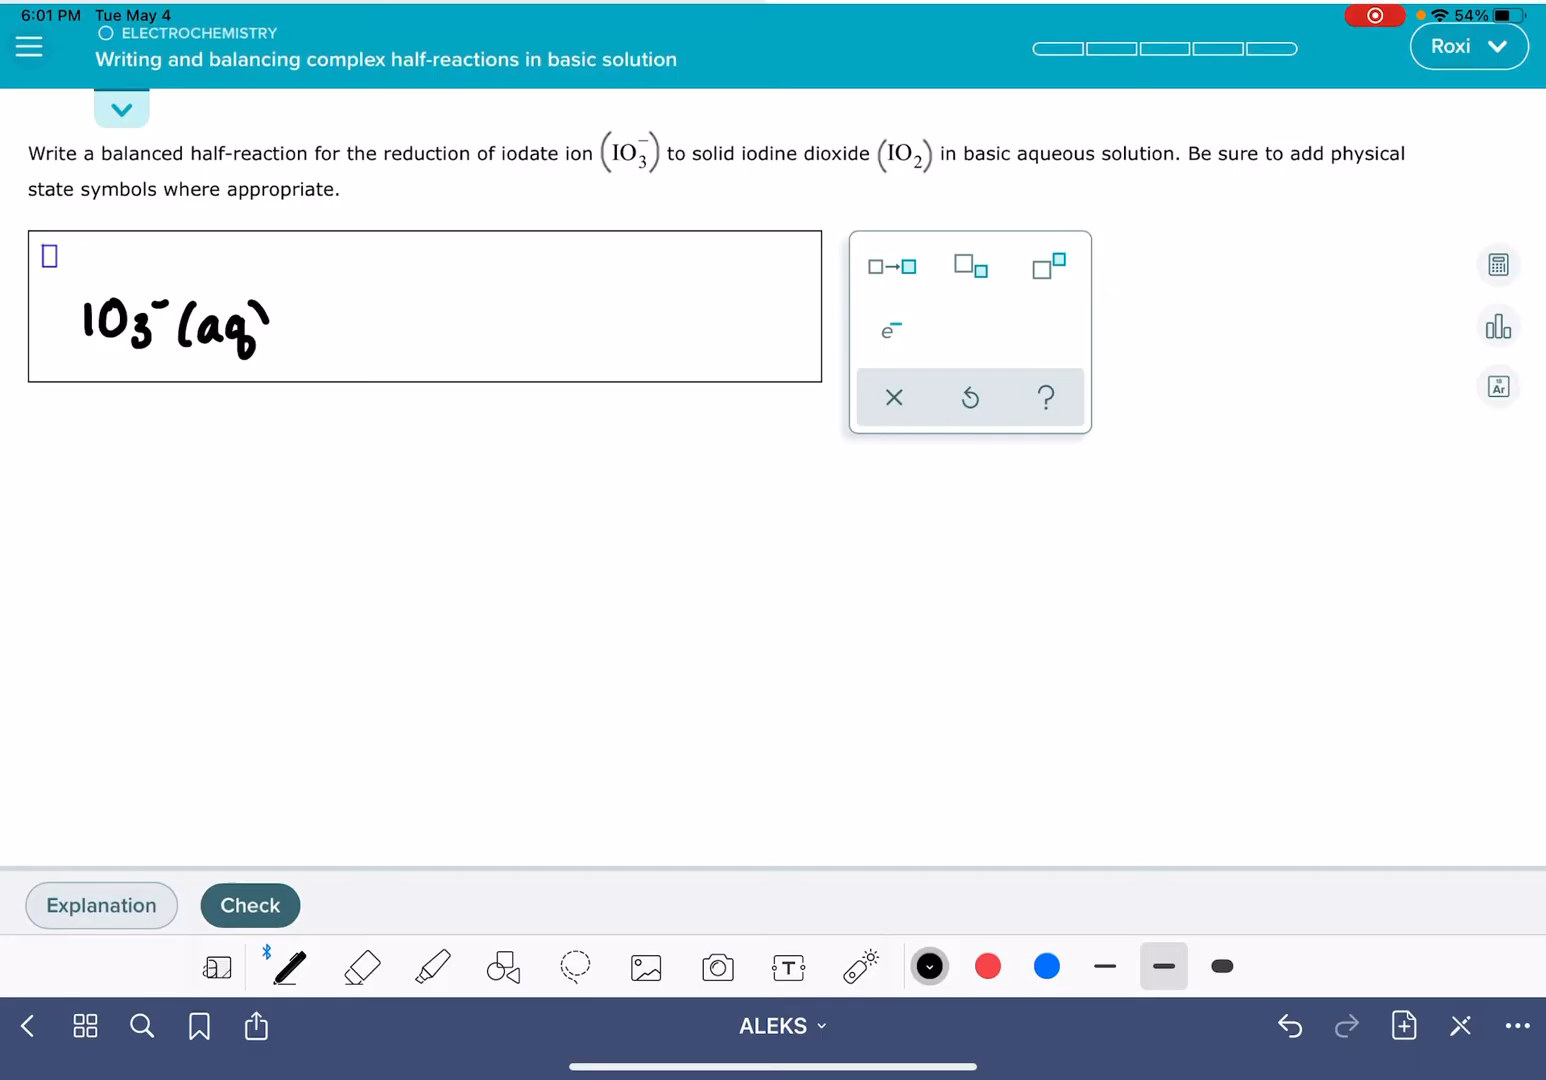 6:01 PM Tue May 4
54%
ELECTROCHEMISTRY
Writing and balancing complex half-reactions in basic solution
Roxi
Write a balanced half-reaction for the reduction of iodate ion (IO₃⁻) to solid iodine dioxide (IO₂) in basic aqueous solution. Be sure to add physical
state symbols where appropriate.
IO₃⁻(aq)
e⁻
?
18
Ar
Explanation
Check
a
T
ALEKS